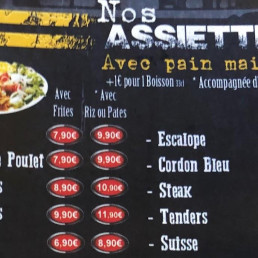 Nos
ASSIETTE
Avec pain mai
+1€ pour 1 Boisson
* Accompagnée d
Avec Frites
* Avec Riz ou Pates
7,90€ 9,90€ - Escalope
e Poulet 7,90€ 9,90€ - Cordon Bleu
s 8,90€ 10,90€ - Steak
s 9,90€ 11,90€ - Tenders
6,90€ 8,90€ - Suisse